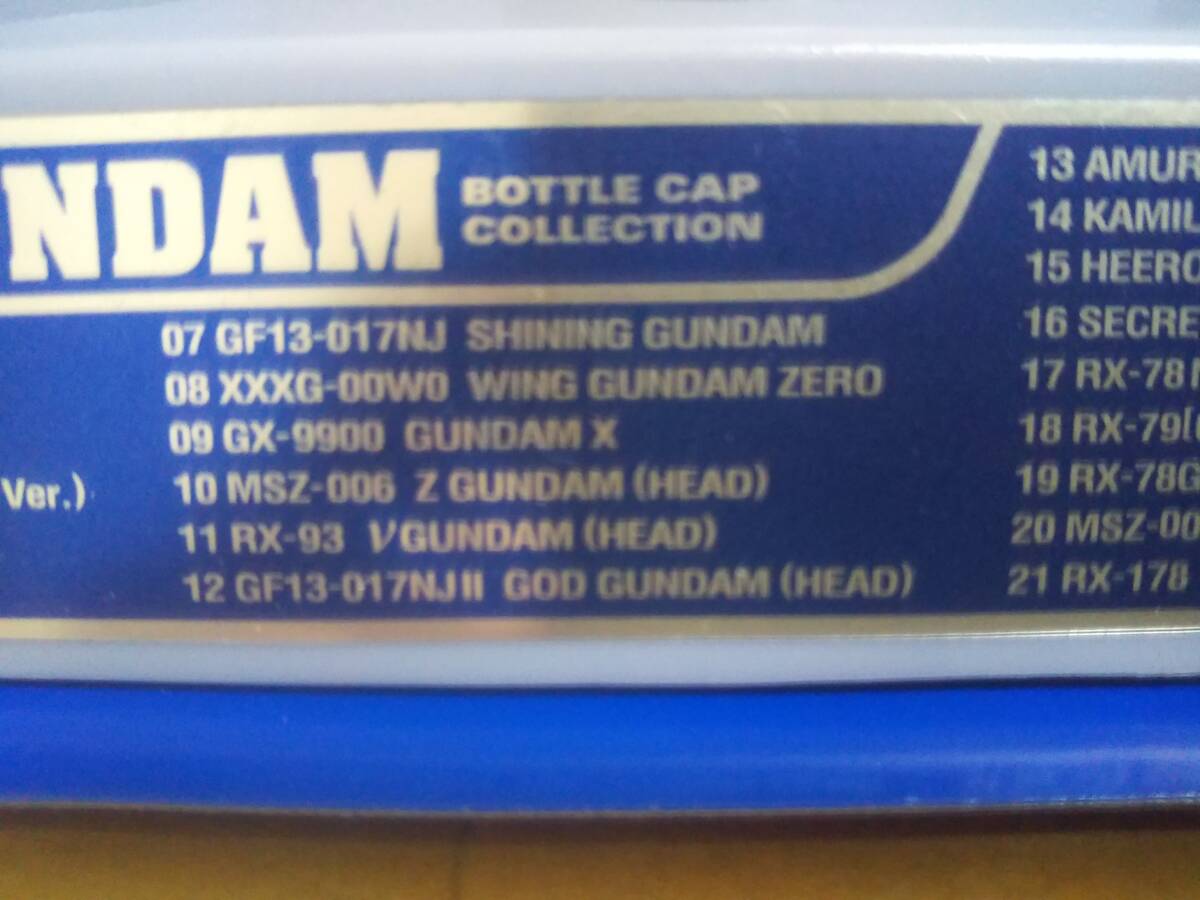 NDAM
BOTTLE CAP
COLLECTION
Ver.)
07 GF13-017NJ SHINING GUNDAM
08 XXXG-00W0 WING GUNDAM ZERO
09 GX-9900 GUNDAM X
10 MSZ-006 Z GUNDAM (HEAD)
11 RX-93 νGUNDAM (HEAD)
12 GF13-017NJII GOD GUNDAM (HEAD)
13 AMUR
14 KAMIL
15 HEERO
16 SECRE
17 RX-78
18 RX-79
19 RX-78G
20 MSZ-00
21 RX-178